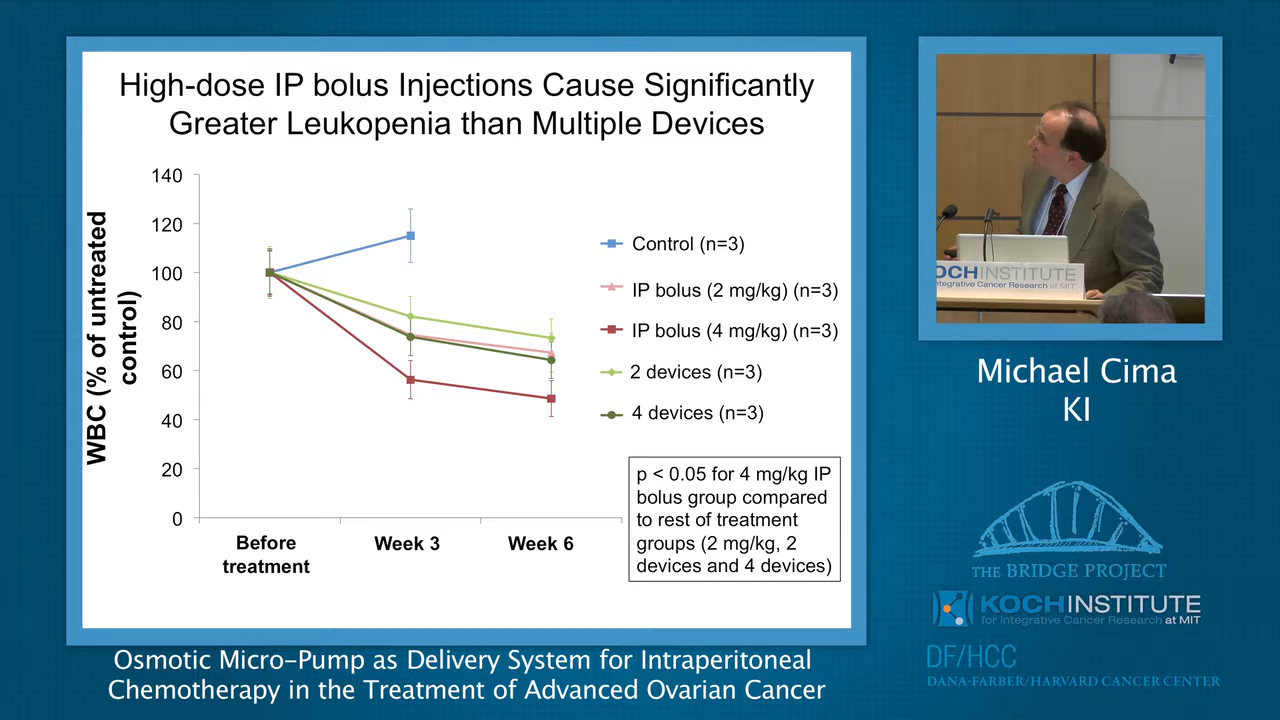 High-dose IP bolus Injections Cause Significantly
Greater Leukopenia than Multiple Devices
WBC (% of untreated
control)
140
120
100
80
60
40
20
0
Before
treatment
Week 3
Week 6
Control (n=3)
IP bolus (2 mg/kg) (n=3)
IP bolus (4 mg/kg) (n=3)
2 devices (n=3)
4 devices (n=3)
p < 0.05 for 4 mg/kg IP
bolus group compared
to rest of treatment
groups (2 mg/kg, 2
devices and 4 devices)
OCH INSTITUTE
ntegrative Cancer Research at MIT
Michael Cima
KI
THE BRIDGE PROJECT
KOCH INSTITUTE
for Integrative Cancer Research at MIT
DF/HCC
DANA-FARBER/HARVARD CANCER CENTER
Osmotic Micro-Pump as Delivery System for Intraperitoneal
Chemotherapy in the Treatment of Advanced Ovarian Cancer